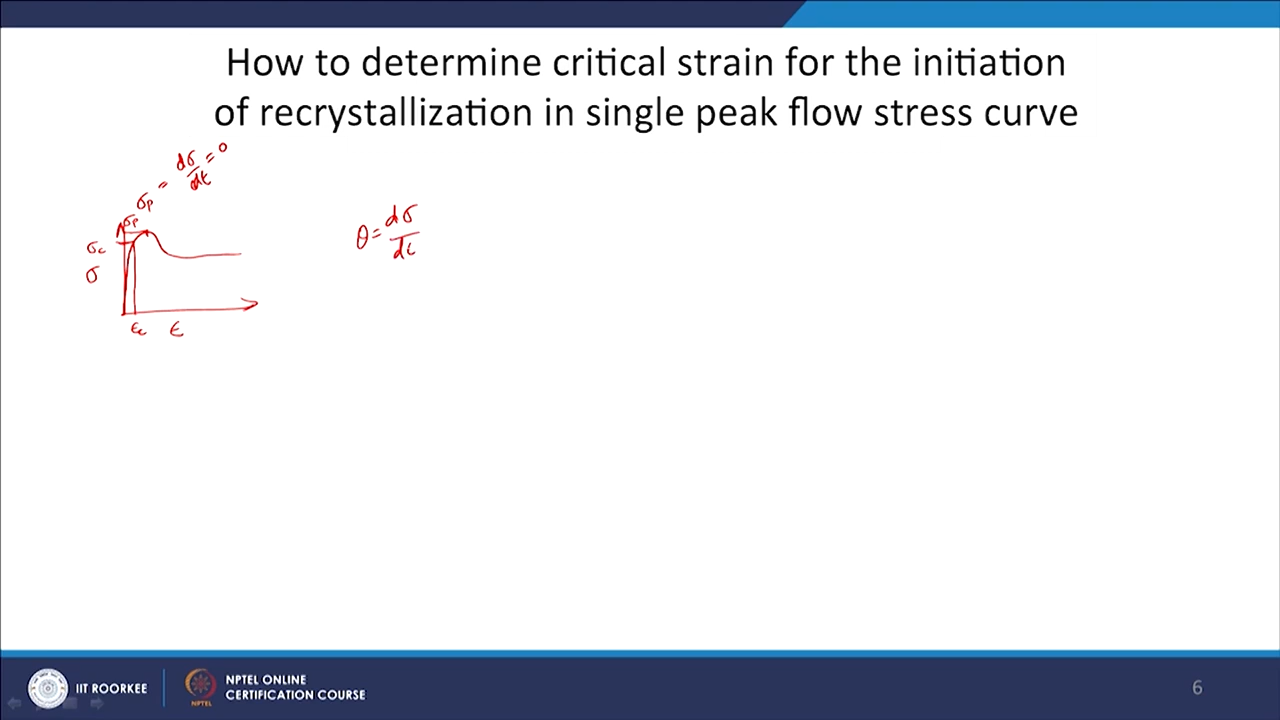 How to determine critical strain for the initiation
of recrystallization in single peak flow stress curve
σp = dσ/dε = 0
σp
σc
σ
εc
ε
θ = dσ/dε
IIT ROORKEE
NPTEL ONLINE
CERTIFICATION COURSE
NPTEL
6